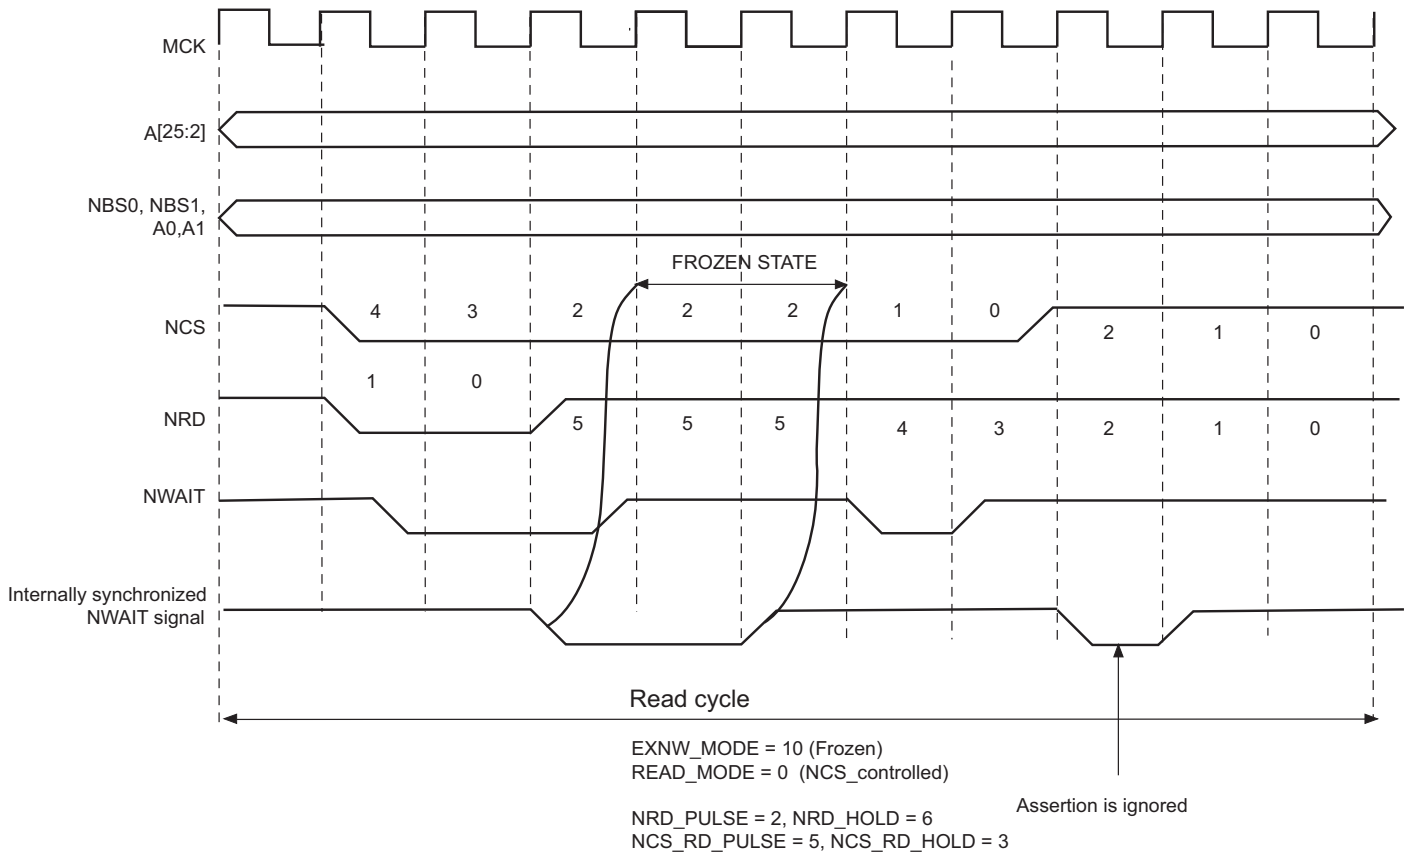 MCK
A[25:2]
NBS0, NBS1,
A0,A1
FROZEN STATE
NCS
4 3 2 2 2 1 0
2 1 0
1 0
NRD
5 5 5 4 3 2 1 0
NWAIT
Internally synchronized
NWAIT signal
Read cycle
EXNW_MODE = 10 (Frozen)
READ_MODE = 0 (NCS_controlled)
Assertion is ignored
NRD_PULSE = 2, NRD_HOLD = 6
NCS_RD_PULSE = 5, NCS_RD_HOLD = 3